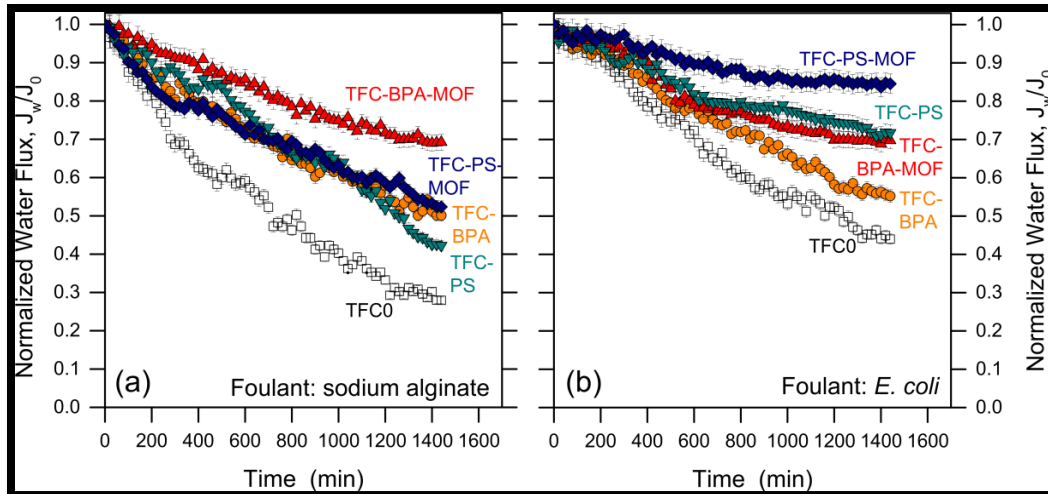 Normalized Water Flux, J_w/J_0
1.0
0.9
0.8
0.7
0.6
0.5
0.4
0.3
0.2
0.1
0.0
TFC-BPA-MOF
TFC-PS-
MOF
TFC-
BPA
TFC-
PS
TFC0
(a)
Foulant: sodium alginate
0 200 400 600 800 1000 1200 1400 1600
Time (min)
TFC-PS-MOF
TFC-PS
TFC-
BPA-MOF
TFC-
BPA
TFC0
(b)
Foulant: E. coli
0 200 400 600 800 1000 1200 1400 1600
Time (min)
1.0
0.9
0.8
0.7
0.6
0.5
0.4
0.3
0.2
0.1
0.0
Normalized Water Flux, J_w/J_0